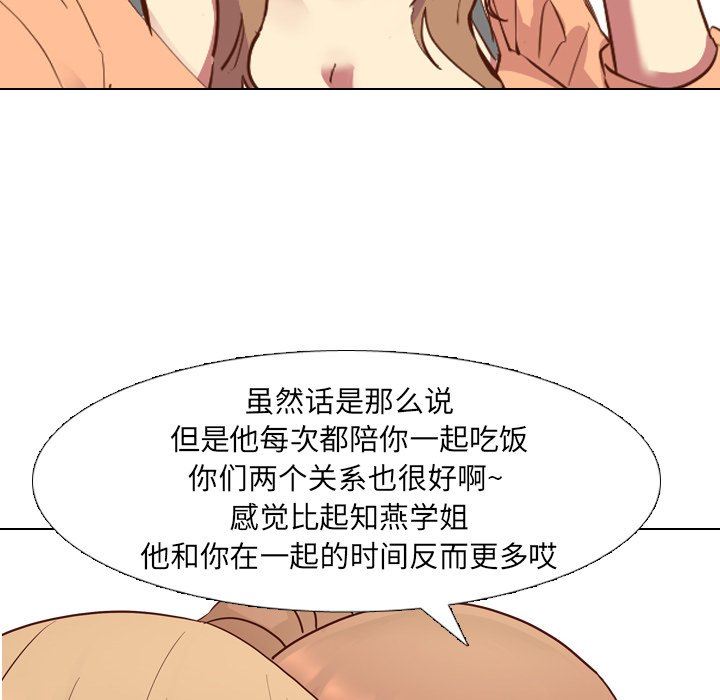 虽然话是那么说
但是他每次都陪你一起吃饭
你们两个关系也很好啊~
感觉比起知燕学姐
他和你在一起的时间反而更多哎